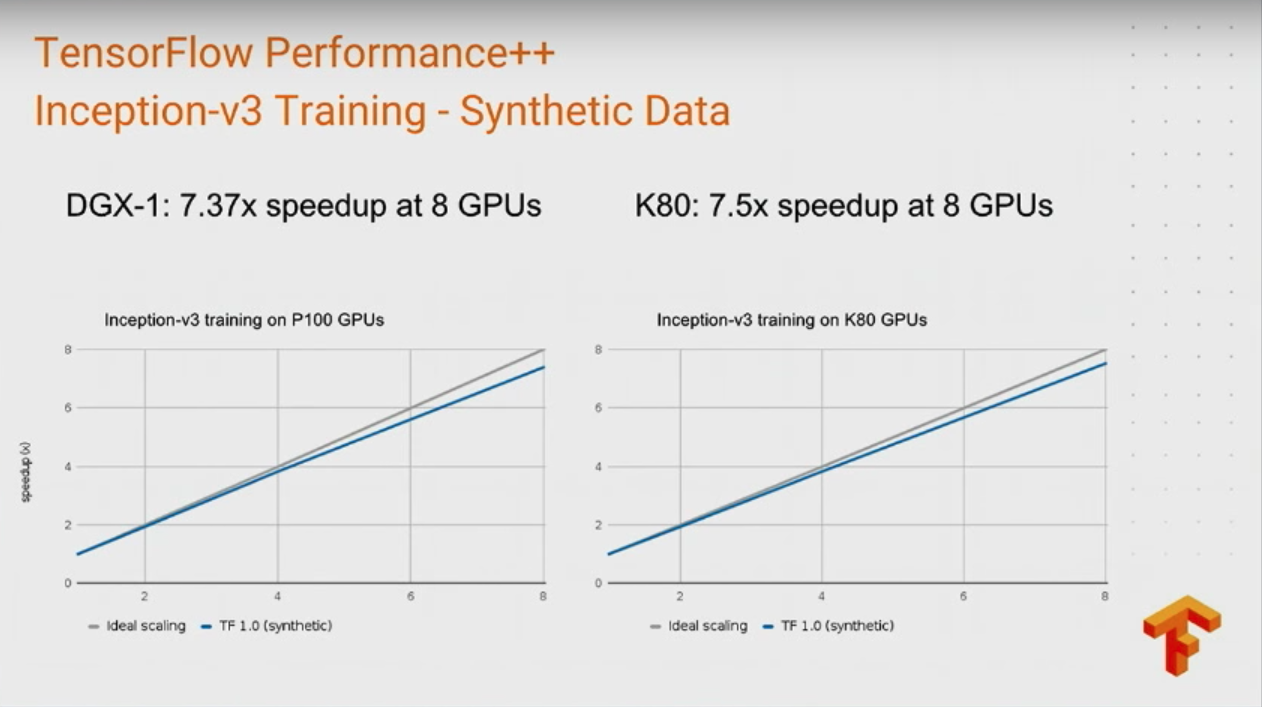 TensorFlow Performance++
Inception-v3 Training - Synthetic Data
DGX-1: 7.37x speedup at 8 GPUs
K80: 7.5x speedup at 8 GPUs
Inception-v3 training on P100 GPUs
speedup (x)
8
6
4
2
0
2 4 6 8
Ideal scaling TF 1.0 (synthetic)
Inception-v3 training on K80 GPUs
8
6
4
2
0
2 4 6 8
Ideal scaling TF 1.0 (synthetic)